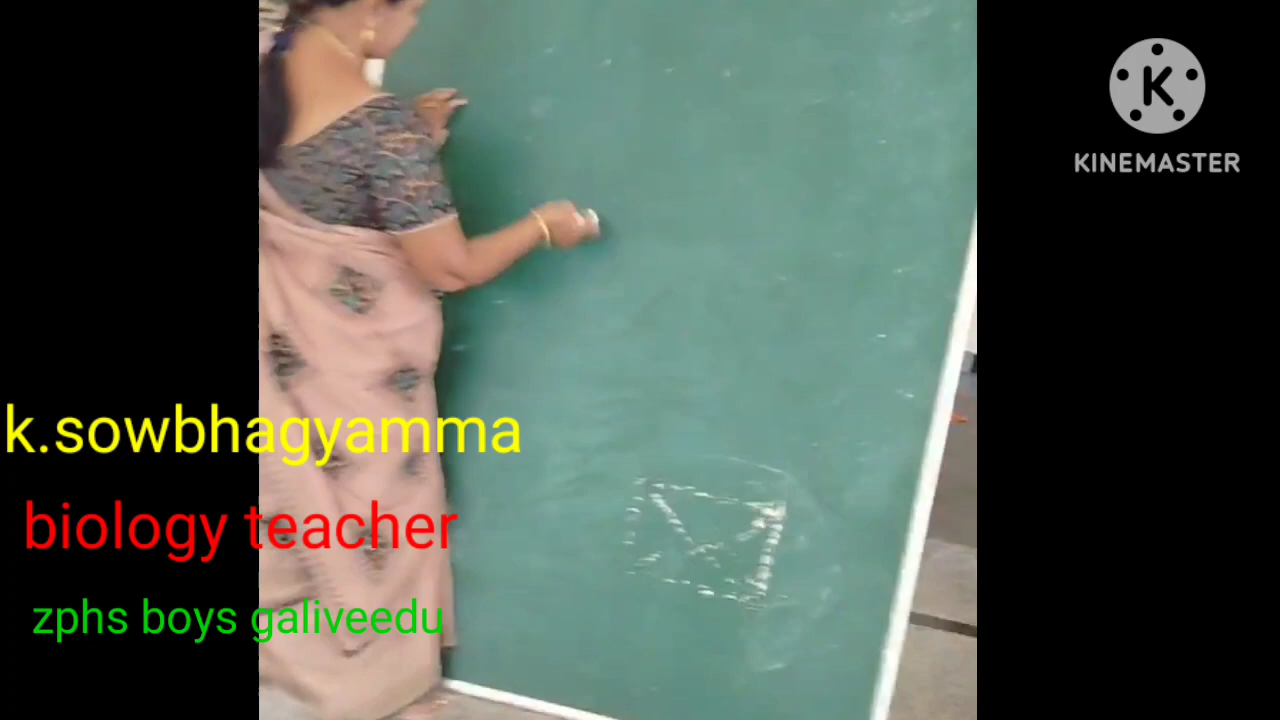 K
KINEMASTER
k.sowbhagyamma
biology teacher
zphs boys galiveedu